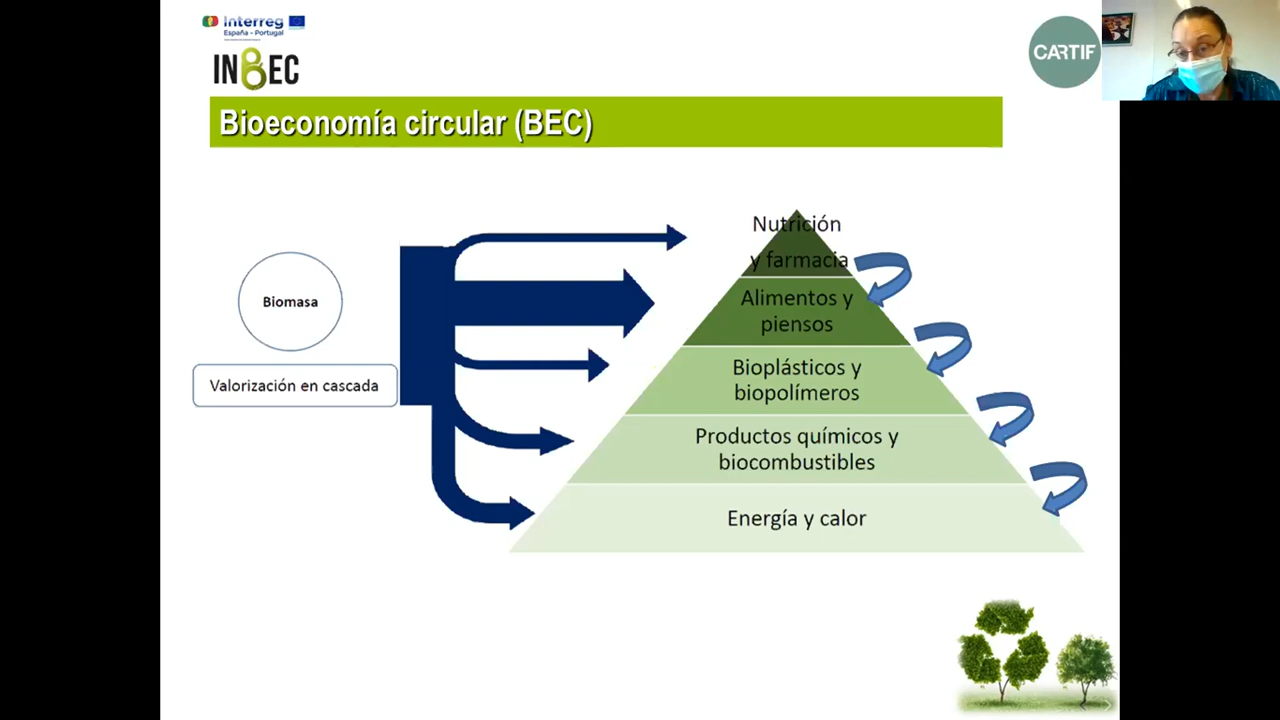 Interreg
España - Portugal
INBEC
CARTIF
Bioeconomía circular (BEC)
Biomasa
Valorización en cascada
Nutrición
y farmacia
Alimentos y
piensos
Bioplásticos y
biopolímeros
Productos químicos y
biocombustibles
Energía y calor